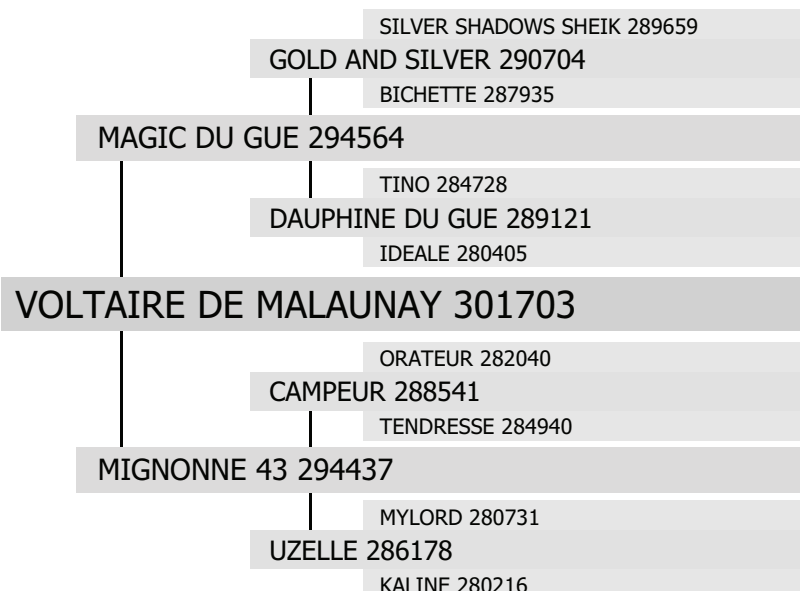 SILVER SHADOWS SHEIK 289659
GOLD AND SILVER 290704
BICHETTE 287935
MAGIC DU GUE 294564
TINO 284728
DAUPHINE DU GUE 289121
IDEALE 280405
VOLTAIRE DE MALAUNAY 301703
ORATEUR 282040
CAMPEUR 288541
TENDRESSE 284940
MIGNONNE 43 294437
MYLORD 280731
UZELLE 286178
KALINE 280216